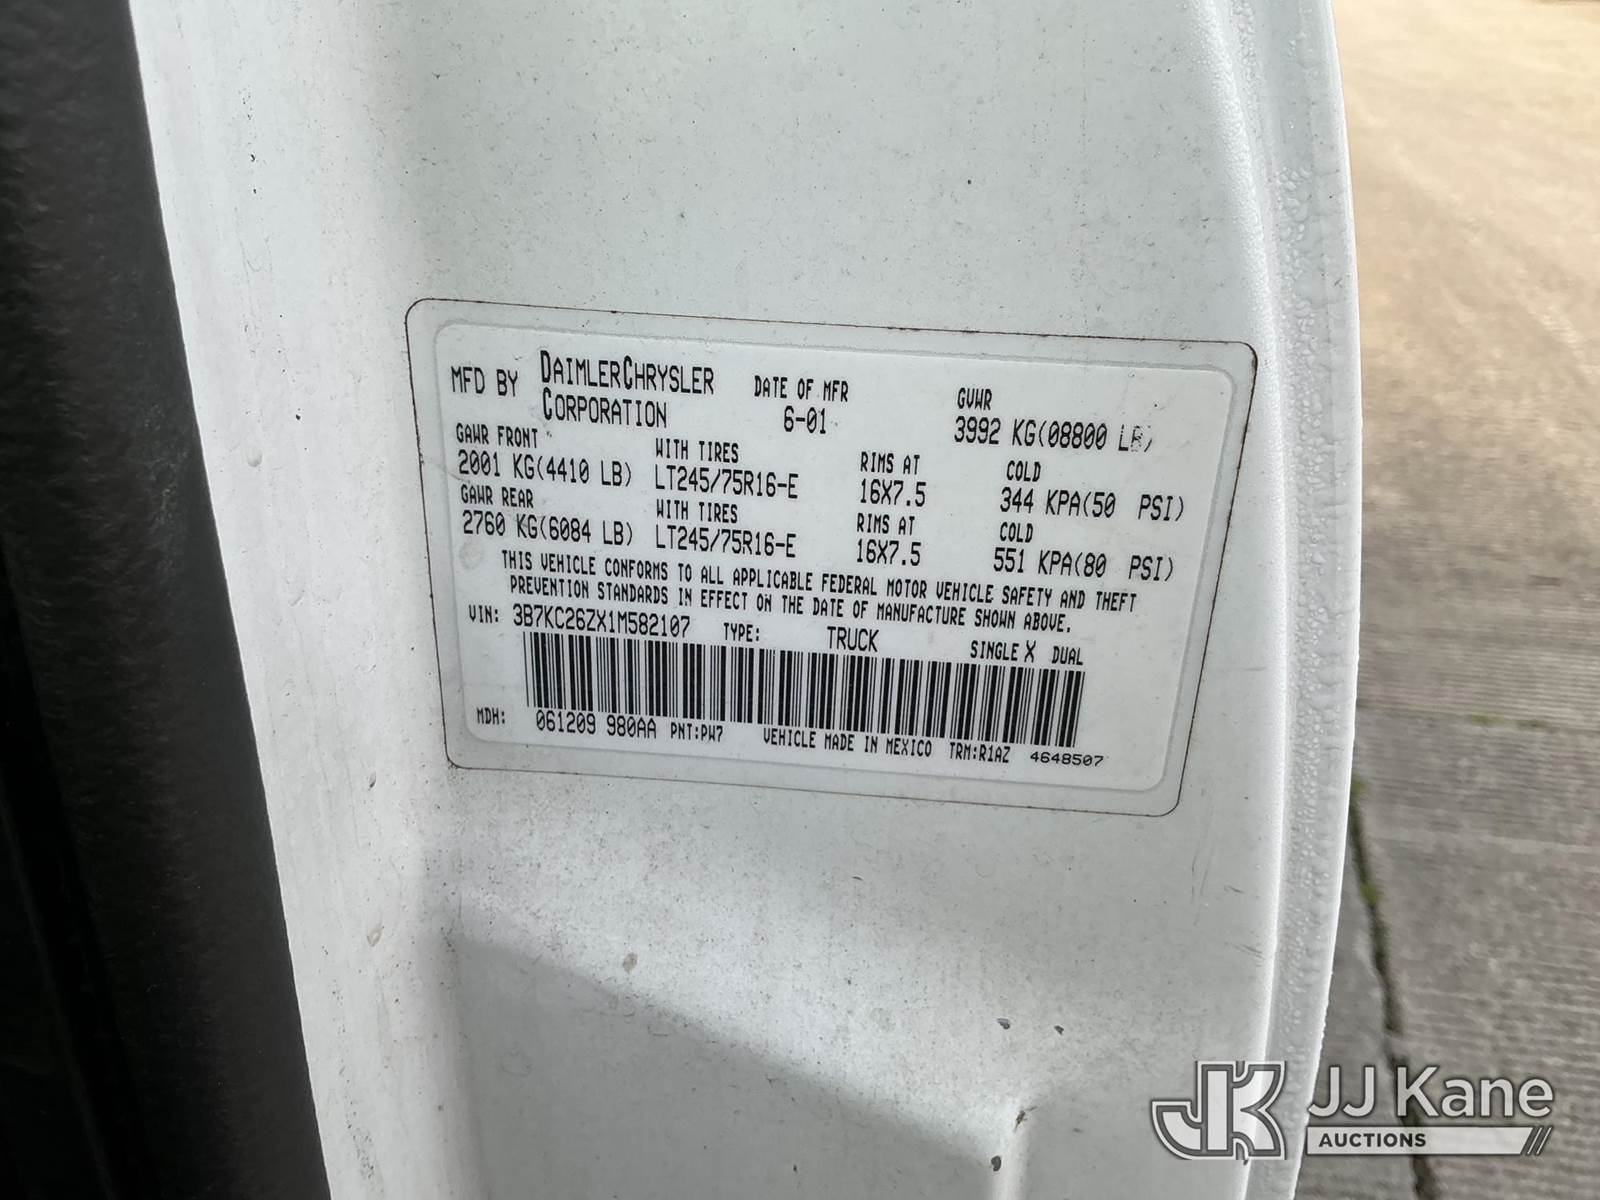 MFD BY DAIMLERCHRYSLER CORPORATION DATE OF MFR 6-01 GVWR 3992 KG(08800 LB)
GAWR FRONT WITH TIRES RIMS AT COLD
2001 KG(4410 LB) LT245/75R16-E 16X7.5 344 KPA(50 PSI)
GAWR REAR WITH TIRES RIMS AT COLD
2760 KG(6084 LB) LT245/75R16-E 16X7.5 551 KPA(80 PSI)
THIS VEHICLE CONFORMS TO ALL APPLICABLE FEDERAL MOTOR VEHICLE SAFETY AND THEFT
PREVENTION STANDARDS IN EFFECT ON THE DATE OF MANUFACTURE SHOWN ABOVE.
VIN: 3B7KC26ZX1M582107 TYPE: TRUCK SINGLE X DUAL
MDH: 061209 980AA PNT:PW7 VEHICLE MADE IN MEXICO TRM:R1AZ 4648507
JK JJ Kane
AUCTIONS